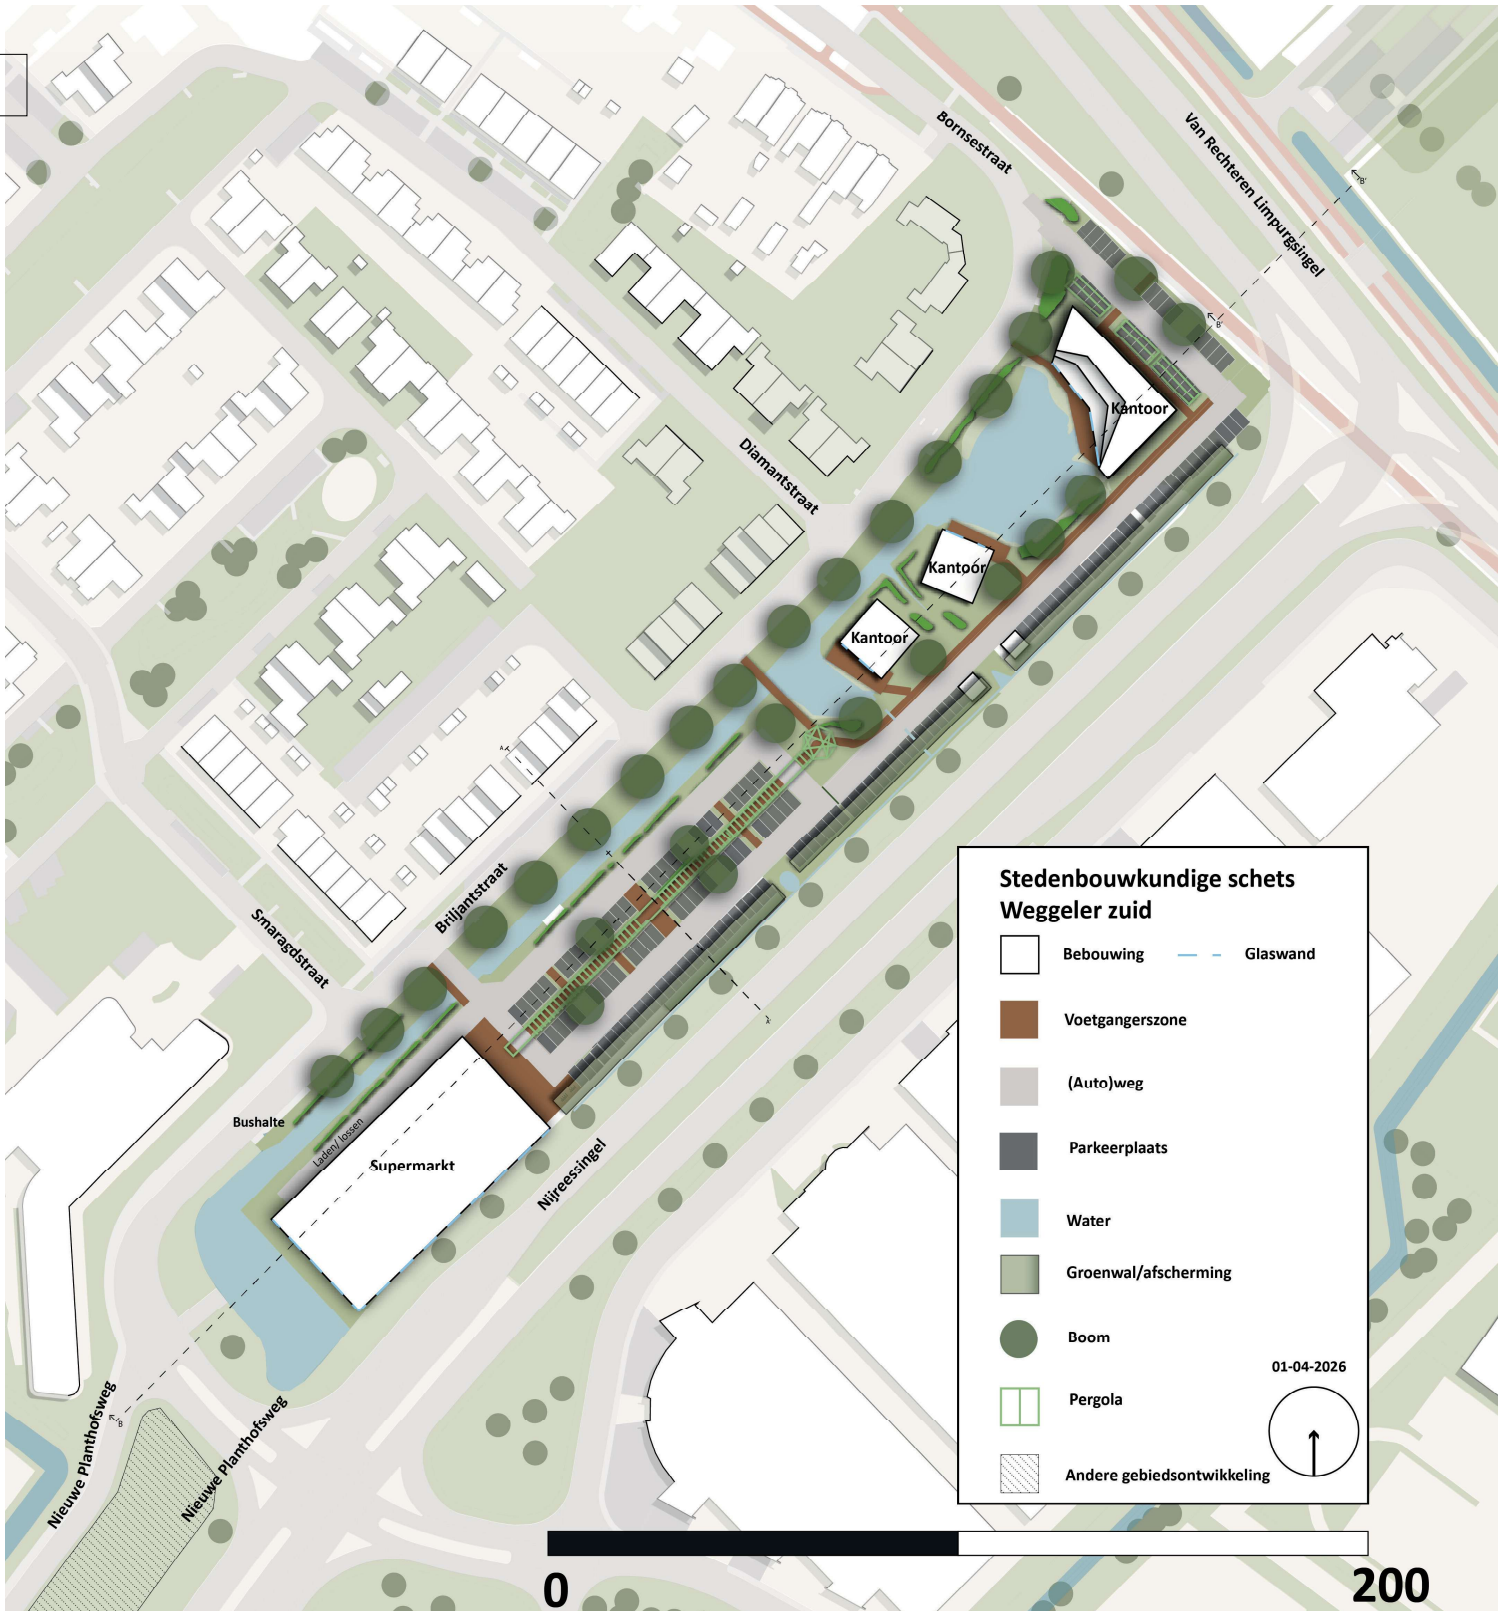 Bornsestraat
Van Rechteren Limpurgsingel
B'
B'
Kantoor
Diamantstraat
Kantoor
Kantoor
A
Briljantstraat
Smaragdstraat
Bushalte
Laden/ lossen
Supermarkt
Nijreessingel
Nieuwe Planthofsweg
B
Nieuwe Planthofsweg
Stedenbouwkundige schets
Weggeler zuid
Bebouwing
Glaswand
Voetgangerszone
(Auto)weg
Parkeerplaats
Water
Groenwal/afscherming
Boom
01-04-2026
Pergola
Andere gebiedsontwikkeling
0
200